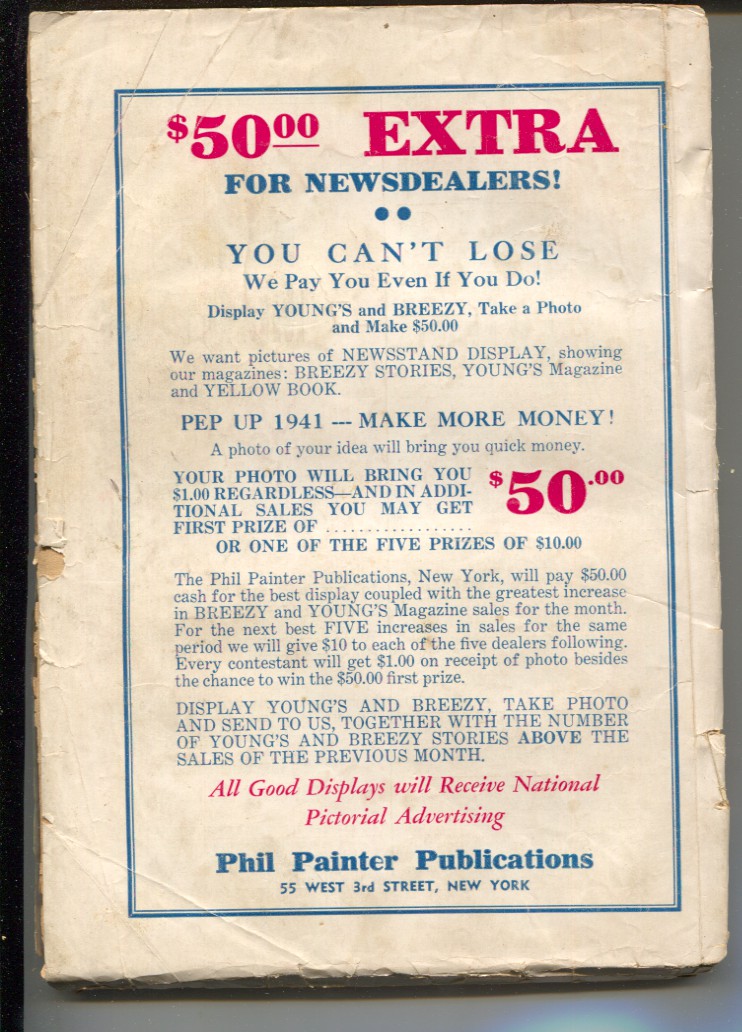 $50.00 EXTRA
FOR NEWSDEALERS!
YOU CAN'T LOSE
We Pay You Even If You Do!
Display YOUNG'S and BREEZY, Take a Photo
and Make $50.00
We want pictures of NEWSSTAND DISPLAY, showing
our magazines: BREEZY STORIES, YOUNG'S Magazine
and YELLOW BOOK.
PEP UP 1941 --- MAKE MORE MONEY!
A photo of your idea will bring you quick money.
YOUR PHOTO WILL BRING YOU
$1.00 REGARDLESS—AND IN ADDI-
TIONAL SALES YOU MAY GET
FIRST PRIZE OF ..................
$50.00
OR ONE OF THE FIVE PRIZES OF $10.00
The Phil Painter Publications, New York, will pay $50.00
cash for the best display coupled with the greatest increase
in BREEZY and YOUNG'S Magazine sales for the month.
For the next best FIVE increases in sales for the same
period we will give $10 to each of the five dealers following.
Every contestant will get $1.00 on receipt of photo besides
the chance to win the $50.00 first prize.
DISPLAY YOUNG'S AND BREEZY, TAKE PHOTO
AND SEND TO US, TOGETHER WITH THE NUMBER
OF YOUNG'S AND BREEZY STORIES ABOVE THE
SALES OF THE PREVIOUS MONTH.
All Good Displays will Receive National
Pictorial Advertising
Phil Painter Publications
55 WEST 3rd STREET, NEW YORK